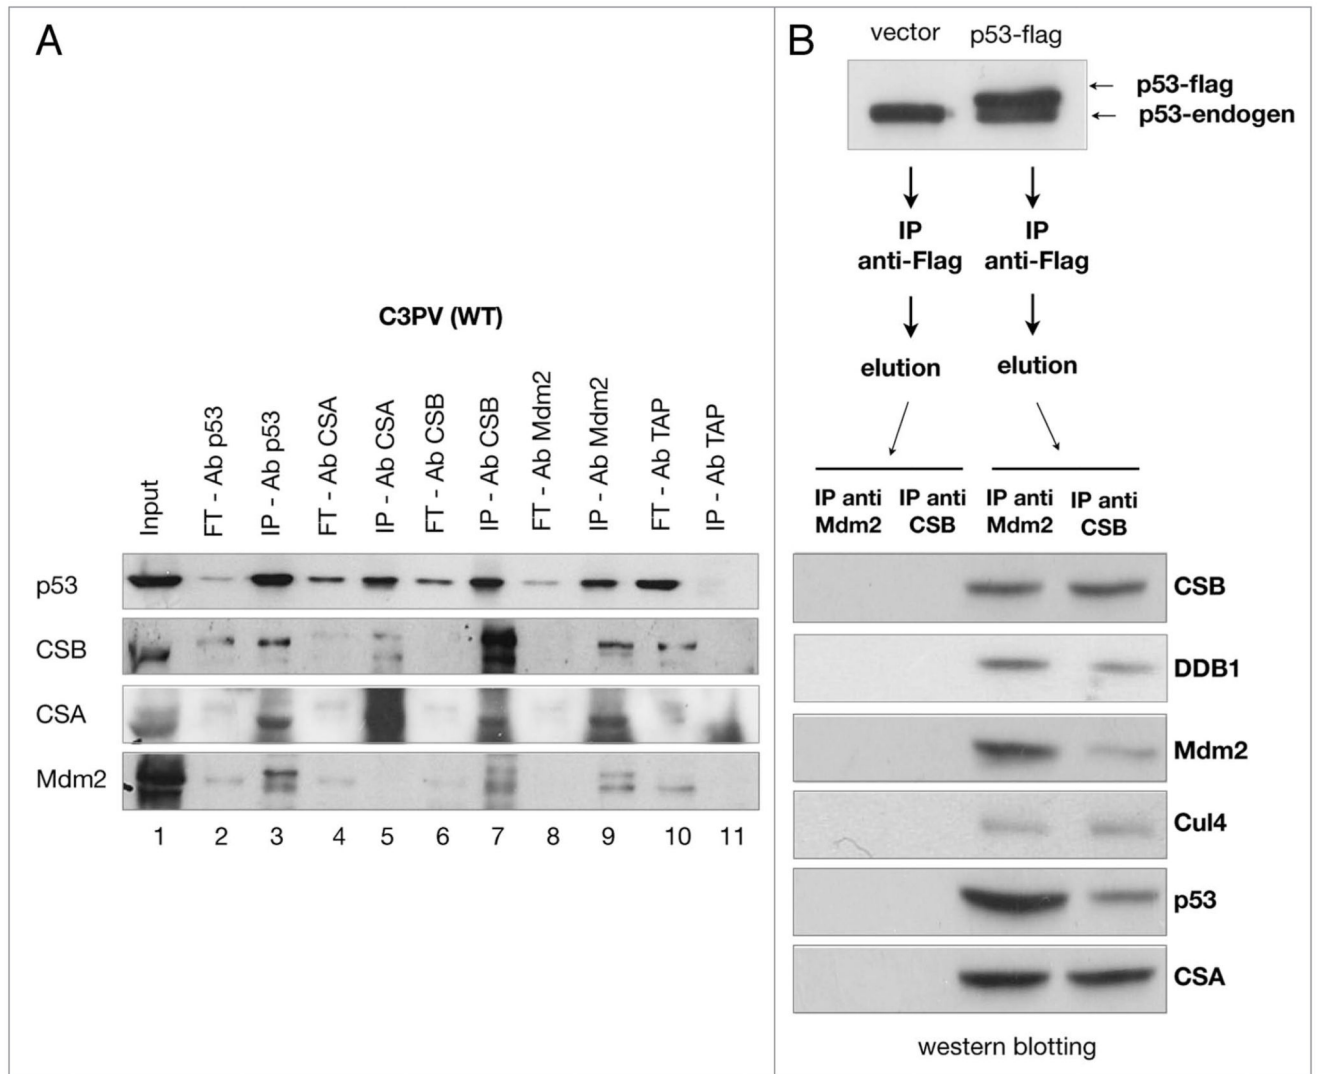 A
C3PV (WT)
Input
FT - Ab p53
IP - Ab p53
FT - Ab CSA
IP - Ab CSA
FT - Ab CSB
IP - Ab CSB
FT - Ab Mdm2
IP - Ab Mdm2
FT - Ab TAP
IP - Ab TAP
p53
CSB
CSA
Mdm2
1 2 3 4 5 6 7 8 9 10 11
B
vector p53-flag
p53-flag
p53-endogen
IP IP
anti-Flag anti-Flag
elution elution
IP anti IP anti IP anti IP anti
Mdm2 CSB Mdm2 CSB
CSB
DDB1
Mdm2
Cul4
p53
CSA
western blotting